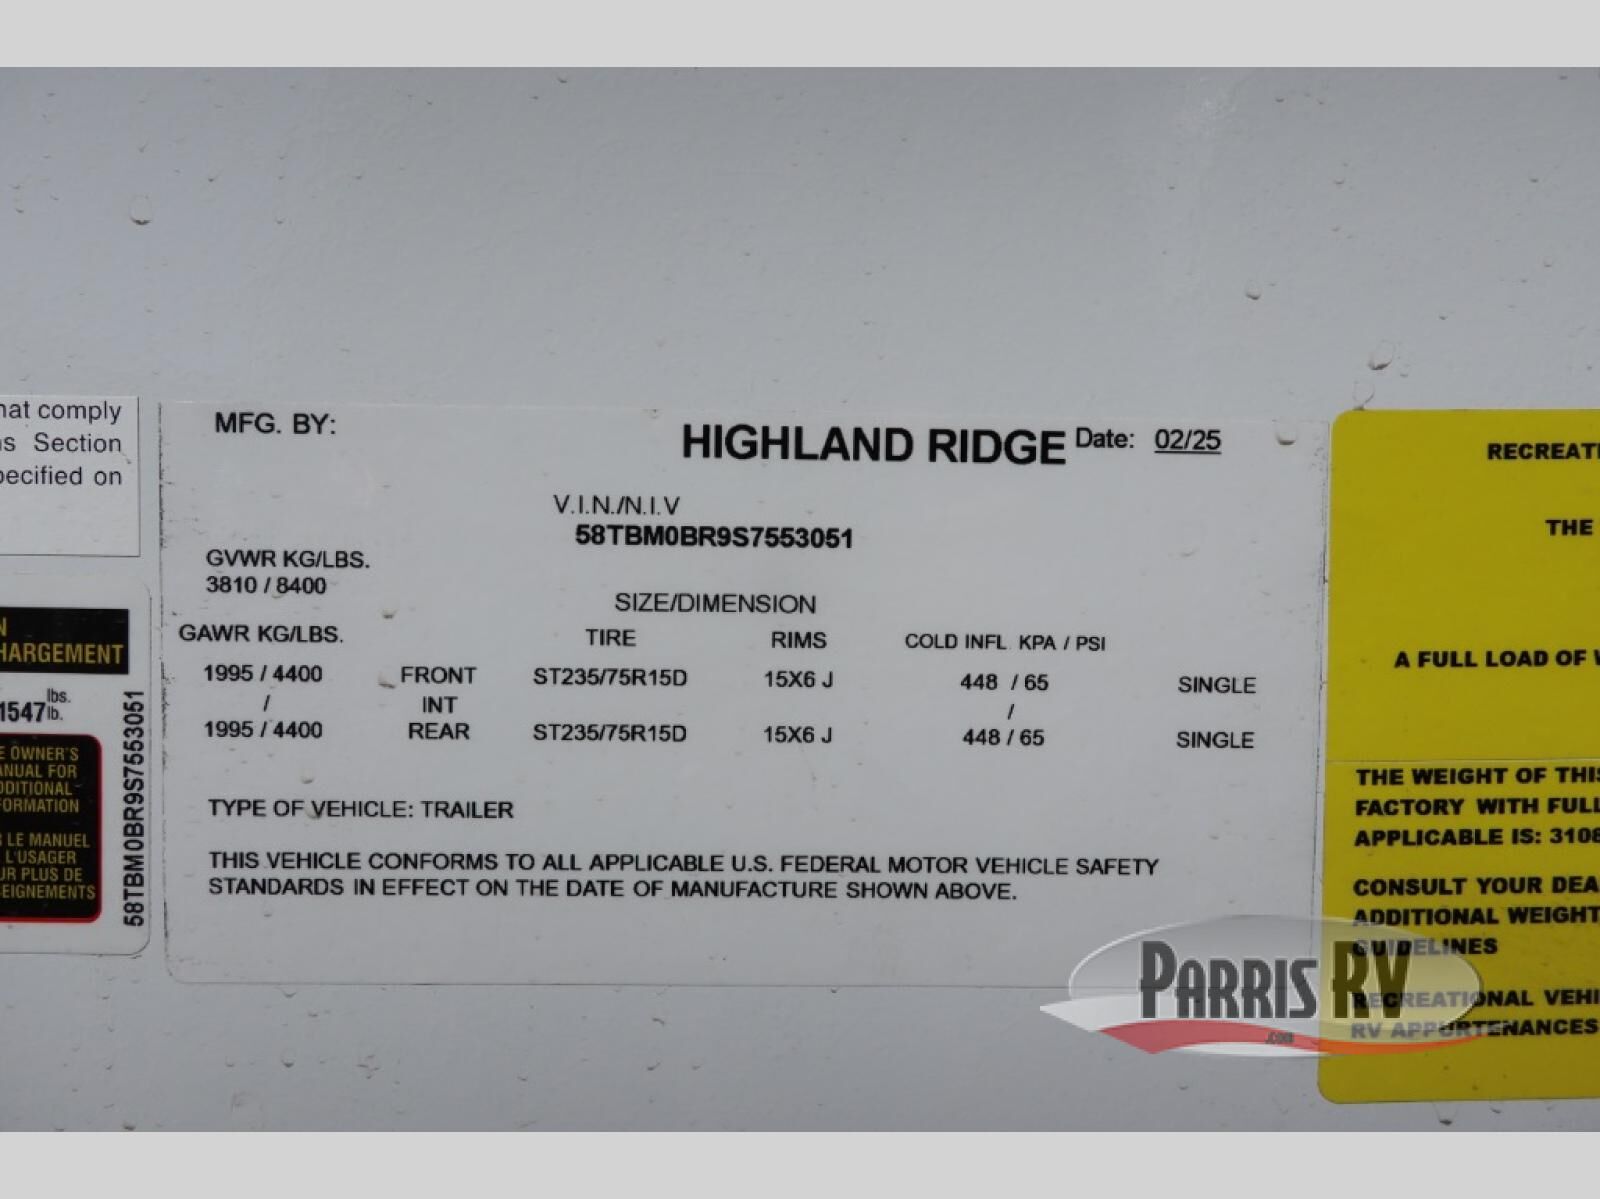 hat comply
s Section
pecified on
HARGEMENT
1547 lbs.
lb.
OWNER'S
ANUAL FOR
DDITIONAL
FORMATION
LE MANUEL
L'USAGER
UR PLUS DE
SEIGNEMENTS
58TBM0BR9S7553051
MFG. BY:
HIGHLAND RIDGE Date: 02/25
V.I.N./N.I.V
58TBM0BR9S7553051
GVWR KG/LBS.
3810 / 8400
SIZE/DIMENSION
GAWR KG/LBS. TIRE RIMS COLD INFL. KPA / PSI
1995 / 4400 FRONT ST235/75R15D 15X6 J 448 / 65 SINGLE
/ INT /
1995 / 4400 REAR ST235/75R15D 15X6 J 448 / 65 SINGLE
TYPE OF VEHICLE: TRAILER
THIS VEHICLE CONFORMS TO ALL APPLICABLE U.S. FEDERAL MOTOR VEHICLE SAFETY
STANDARDS IN EFFECT ON THE DATE OF MANUFACTURE SHOWN ABOVE.
RECREATI
THE
A FULL LOAD OF W
THE WEIGHT OF THIS
FACTORY WITH FULL
APPLICABLE IS: 3108
CONSULT YOUR DEA
ADDITIONAL WEIGHT
GUIDELINES
RECREATIONAL VEHI
RV APPURTENANCES
PARRIS RV
.COM